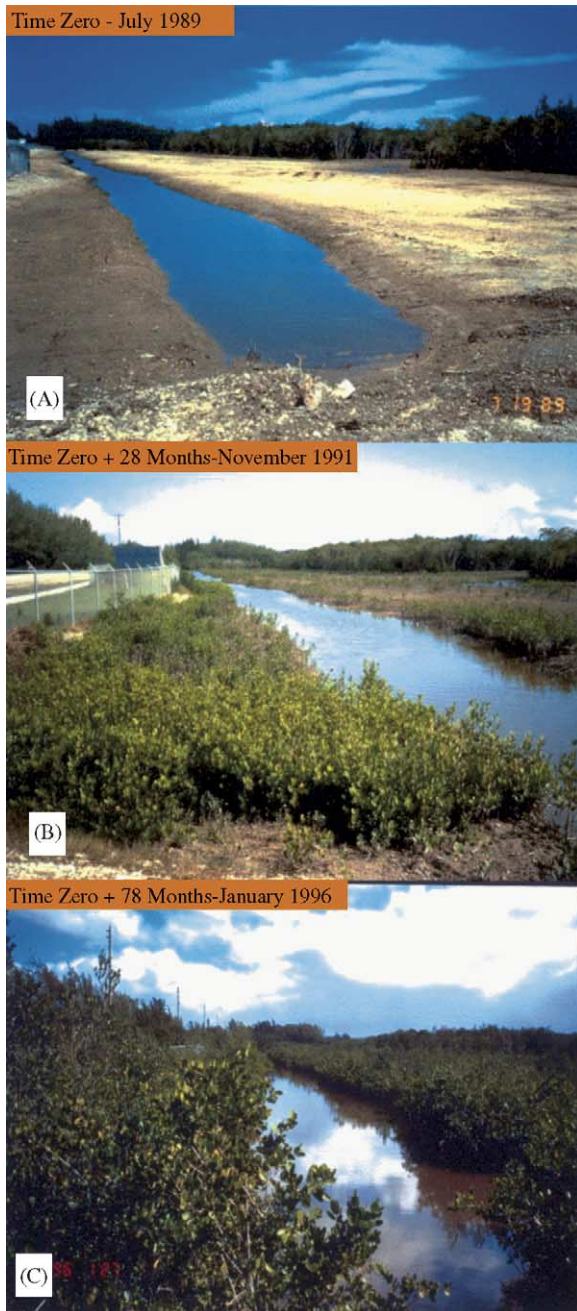 Time Zero - July 1989
(A)
7 19 89
Time Zero + 28 Months-November 1991
(B)
Time Zero + 78 Months-January 1996
(C)